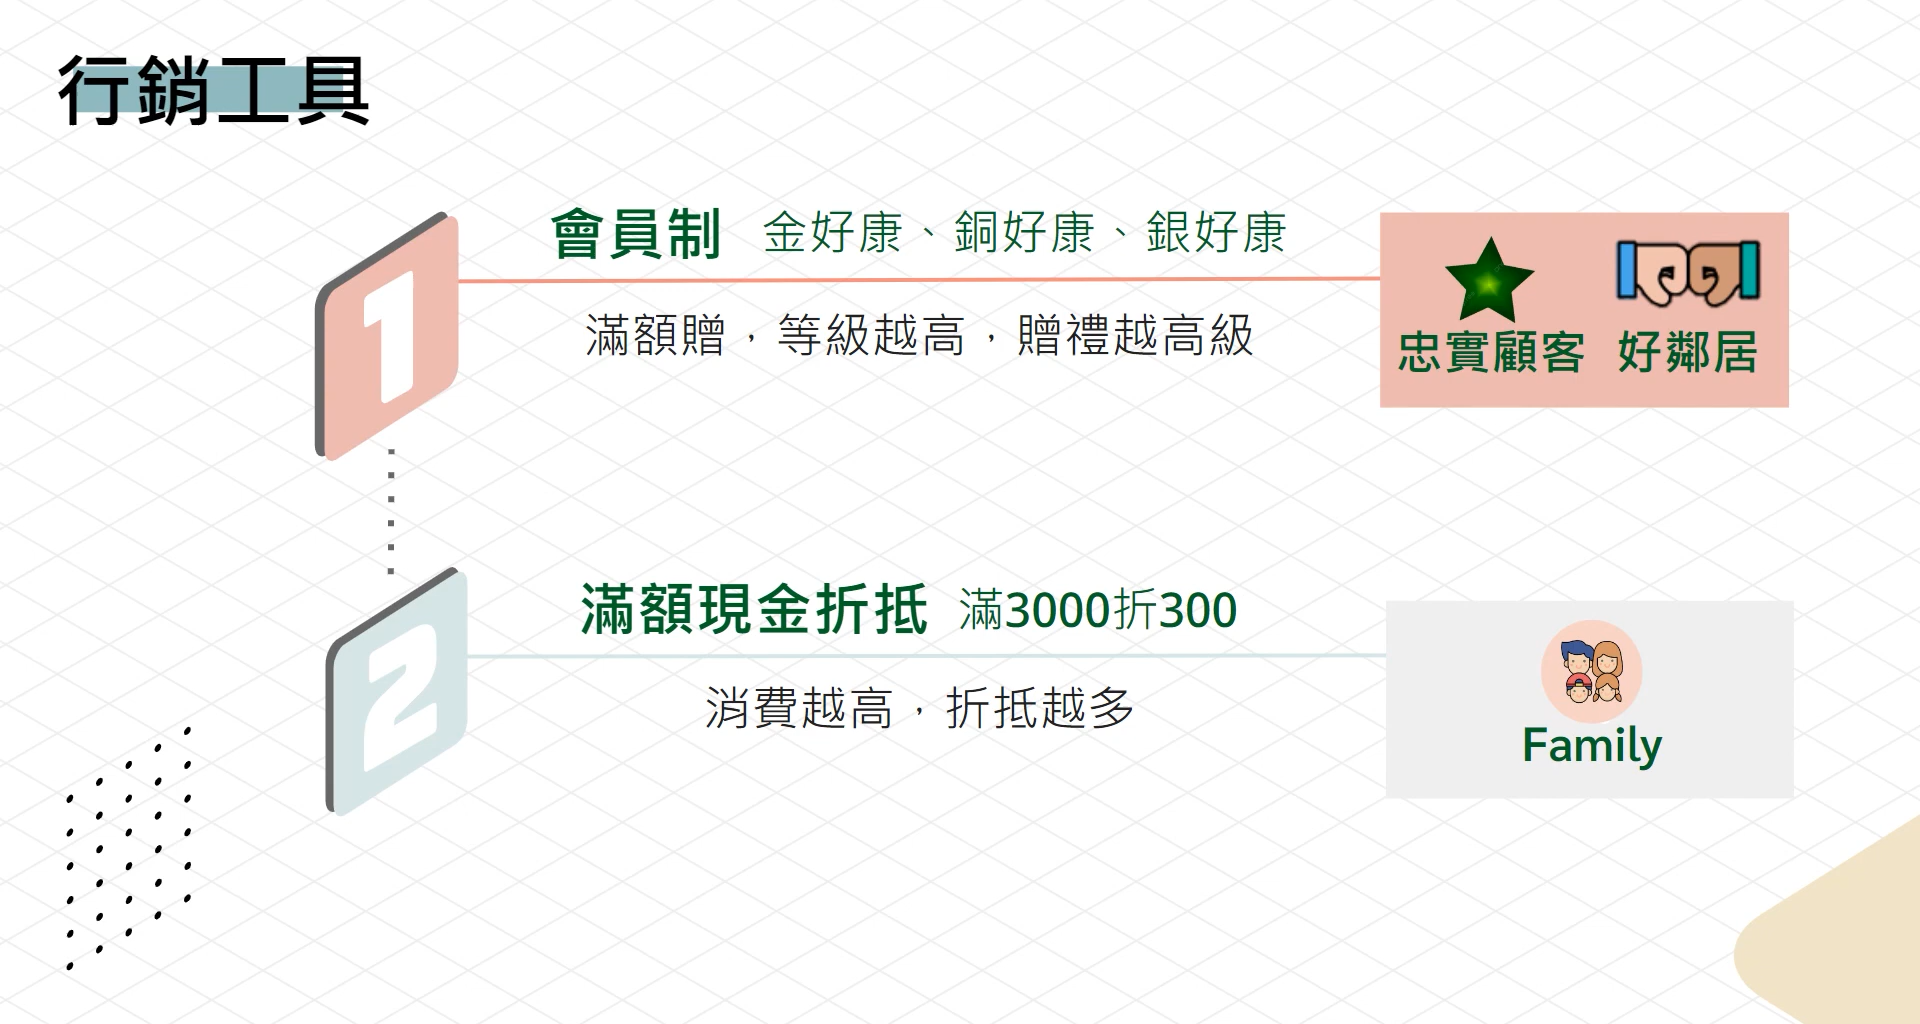 行銷工具
1
會員制 金好康、銅好康、銀好康
滿額贈，等級越高，贈禮越高級
忠實顧客 好鄰居
2
滿額現金折抵 滿3000折300
消費越高，折抵越多
Family